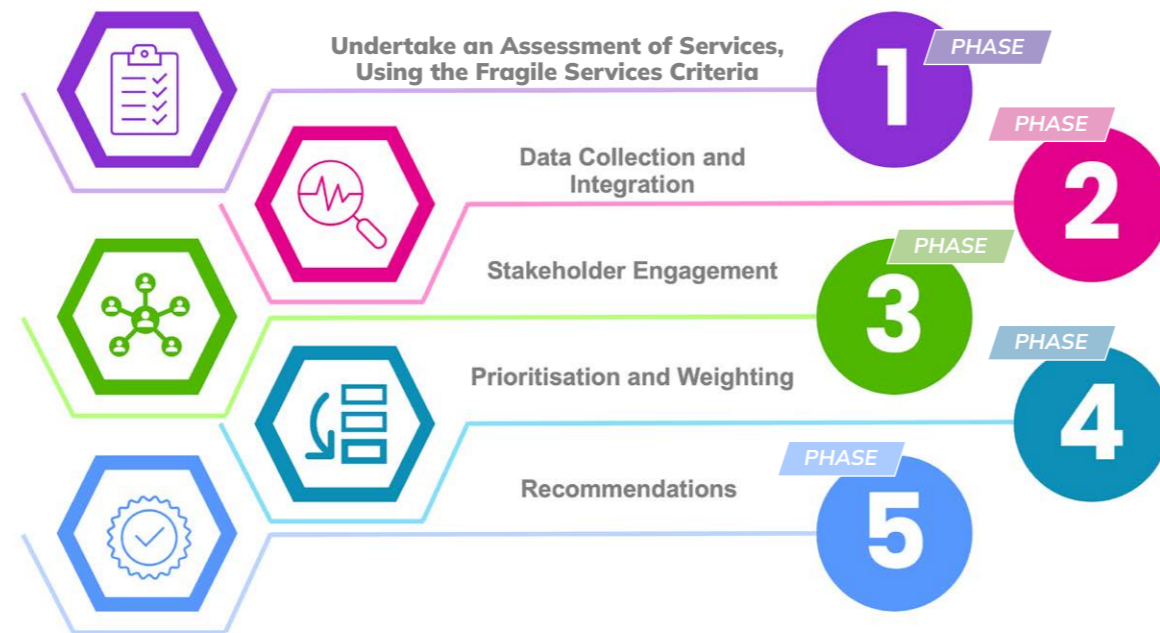 Undertake an Assessment of Services,
Using the Fragile Services Criteria
1
PHASE
Data Collection and
Integration
PHASE
2
Stakeholder Engagement
PHASE
3
Prioritisation and Weighting
PHASE
4
Recommendations
PHASE
5